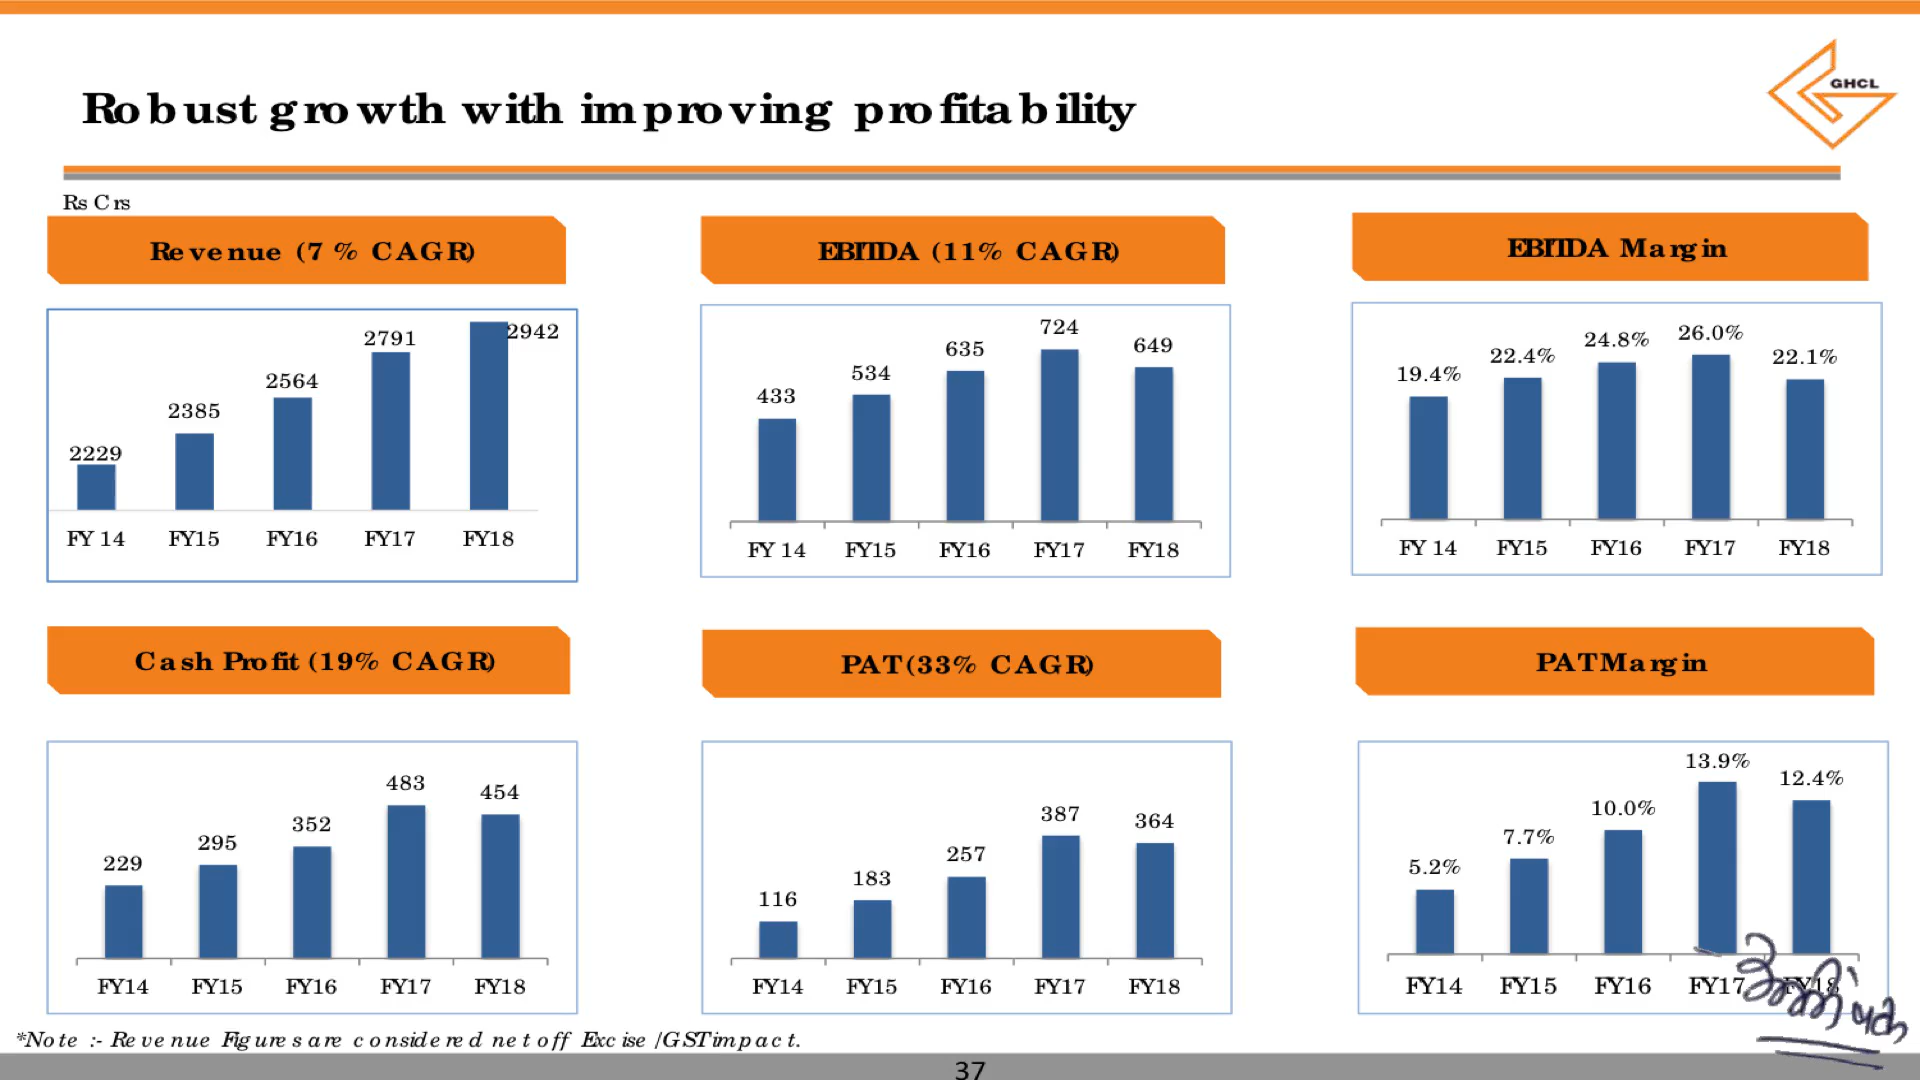 GHCL
Robust growth with improving profitability
Rs Crs
Revenue (7 % CAGR)
2229
2385
2564
2791
2942
FY 14 FY15 FY16 FY17 FY18
EBITDA (11% CAGR)
433
534
635
724
649
FY 14 FY15 FY16 FY17 FY18
EBITDA Margin
19.4%
22.4%
24.8%
26.0%
22.1%
FY 14 FY15 FY16 FY17 FY18
Cash Profit (19% CAGR)
229
295
352
483
454
FY14 FY15 FY16 FY17 FY18
PAT (33% CAGR)
116
183
257
387
364
FY14 FY15 FY16 FY17 FY18
PAT Margin
5.2%
7.7%
10.0%
13.9%
12.4%
FY14 FY15 FY16 FY17 FY18
*Note :- Revenue Figures are considered net off Excise /GST impact.
37